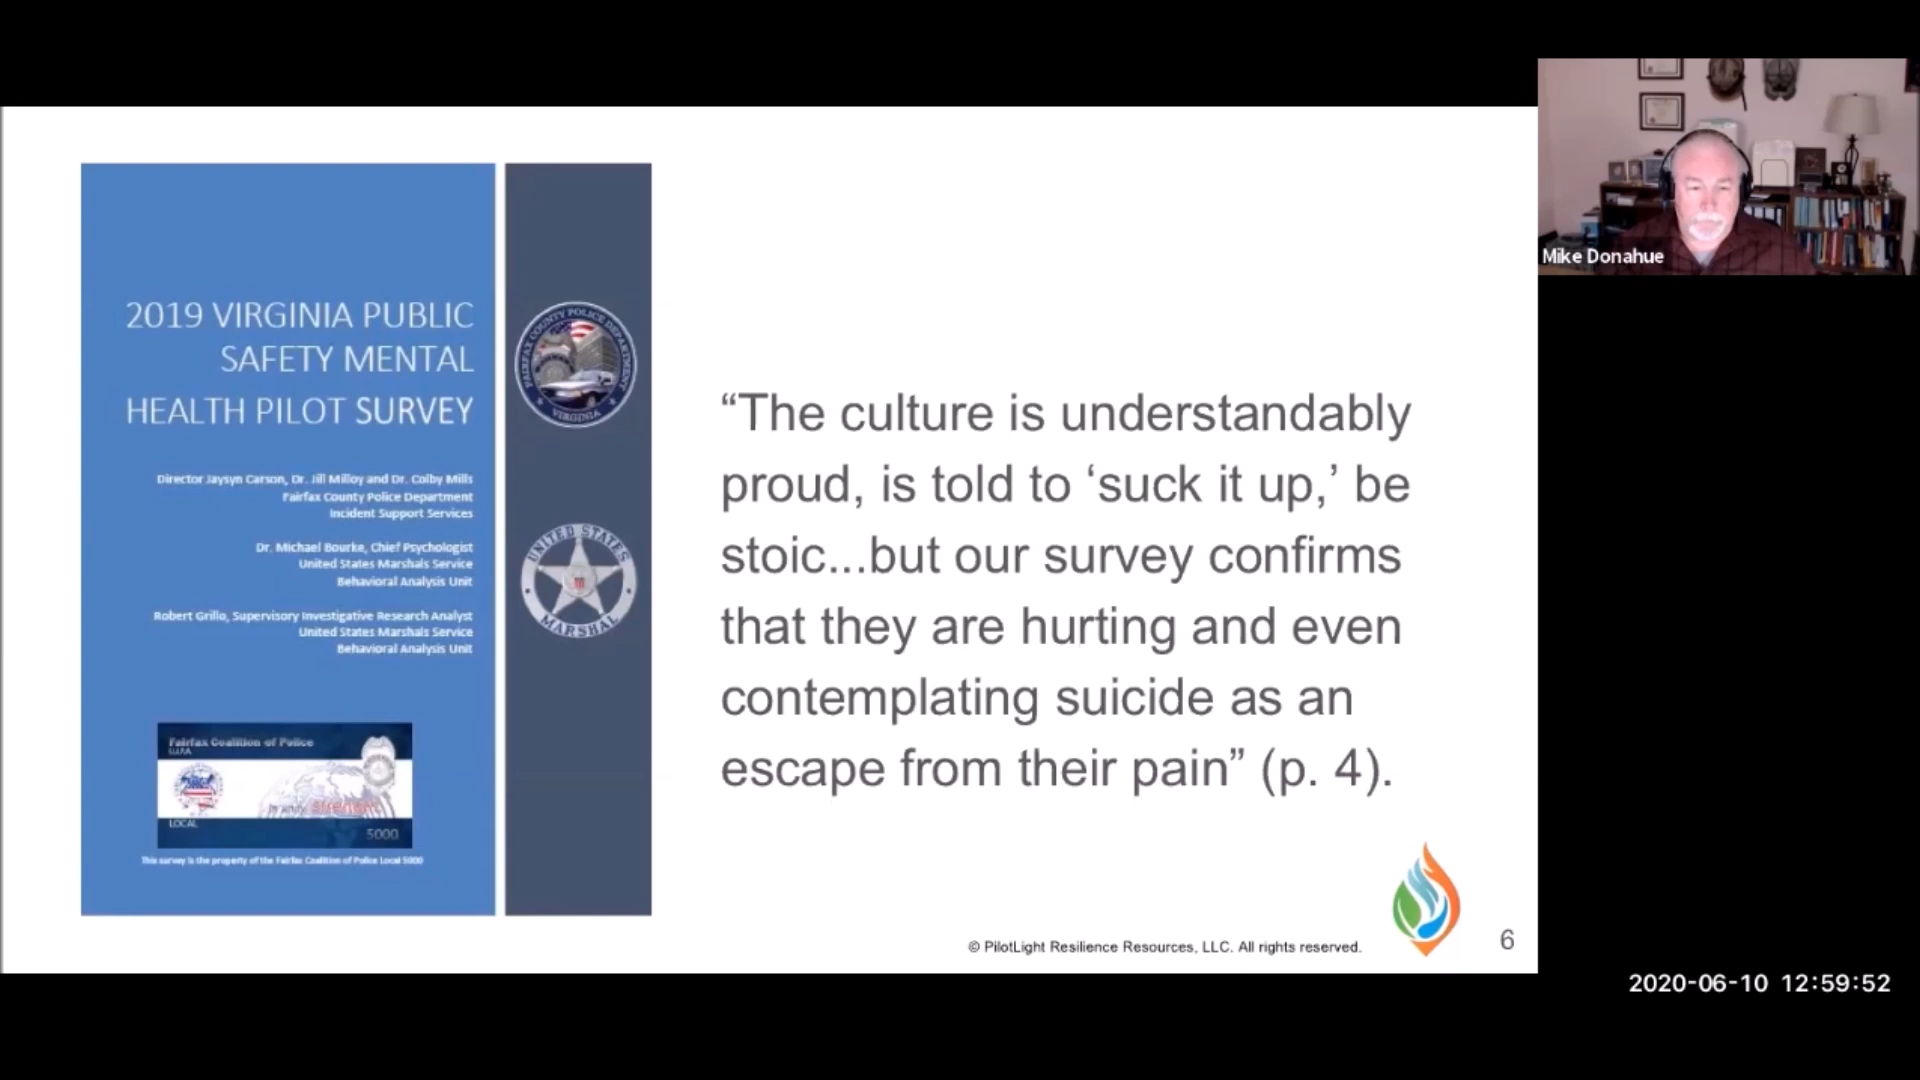 2019 VIRGINIA PUBLIC
SAFETY MENTAL
HEALTH PILOT SURVEY
Director Jaysyn Carson, Dr. Jill Milloy and Dr. Colby Mills
Fairfax County Police Department
Incident Support Services
Dr. Michael Bourke, Chief Psychologist
United States Marshals Service
Behavioral Analysis Unit
Robert Grillo, Supervisory Investigative Research Analyst
United States Marshals Service
Behavioral Analysis Unit
Fairfax Coalition of Police
LOCAL
5000
This survey is the property of the Fairfax Coalition of Police Local 5000
FAIRFAX COUNTY POLICE DEPARTMENT
VIRGINIA
UNITED STATES
MARSHAL
“The culture is understandably
proud, is told to ‘suck it up,’ be
stoic...but our survey confirms
that they are hurting and even
contemplating suicide as an
escape from their pain” (p. 4).
© PilotLight Resilience Resources, LLC. All rights reserved.
6
Mike Donahue
2020-06-10 12:59:52